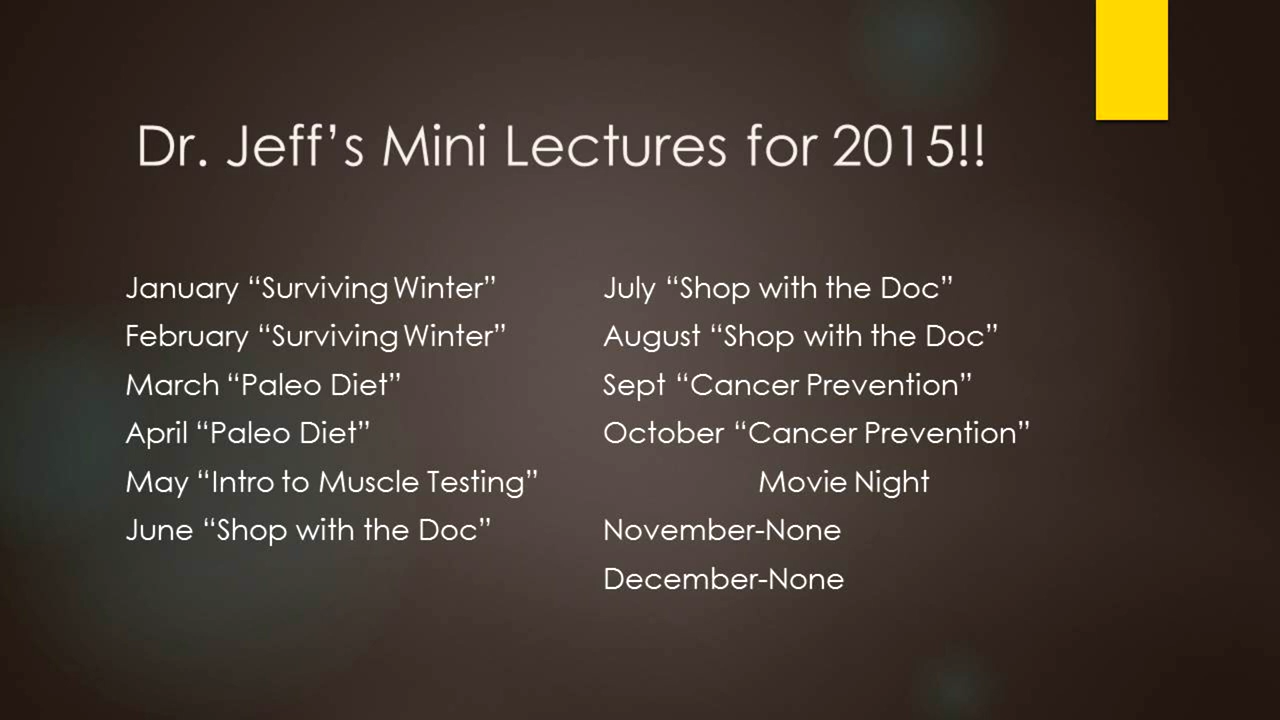 Dr. Jeff’s Mini Lectures for 2015!!
January “Surviving Winter”
February “Surviving Winter”
March “Paleo Diet”
April “Paleo Diet”
May “Intro to Muscle Testing”
June “Shop with the Doc”
July “Shop with the Doc”
August “Shop with the Doc”
Sept “Cancer Prevention”
October “Cancer Prevention”
Movie Night
November-None
December-None